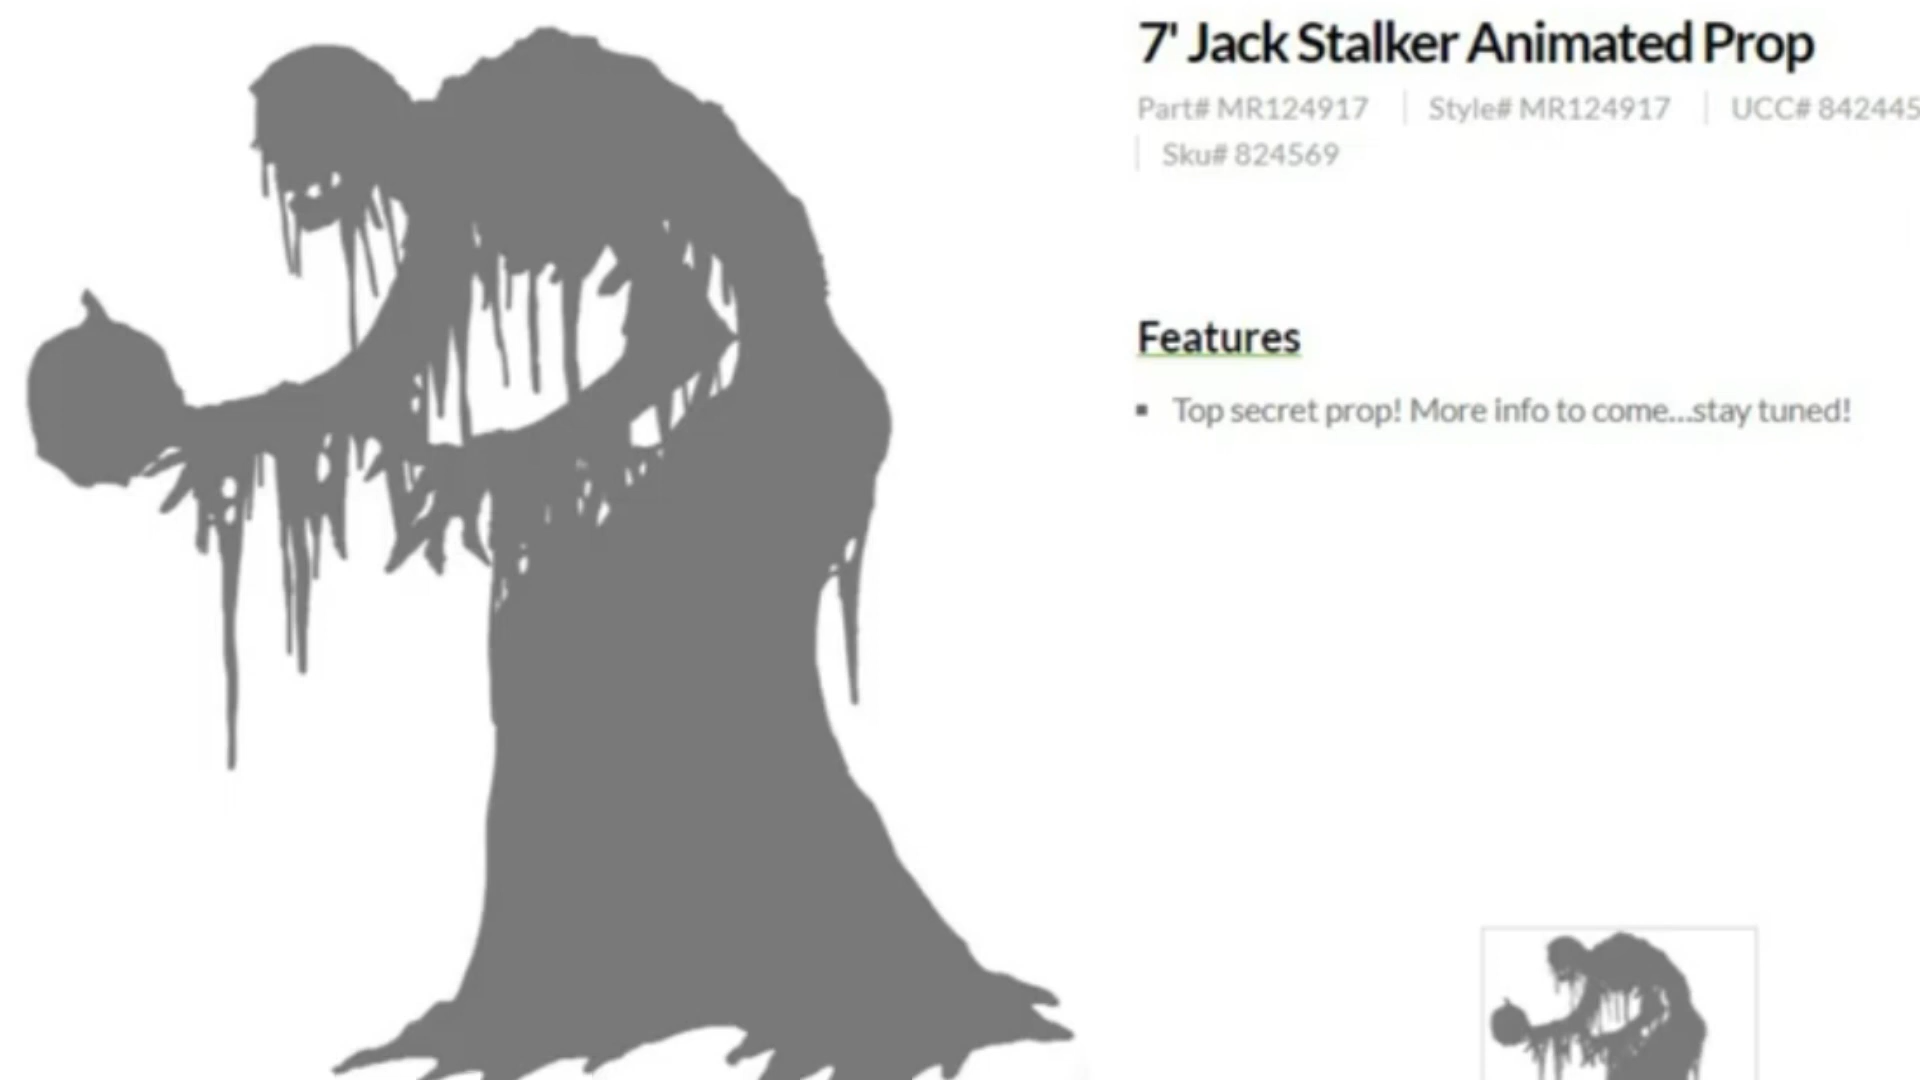 7' Jack Stalker Animated Prop
Part# MR124917 | Style# MR124917 | UCC# 842445
| Sku# 824569
Features
▪ Top secret prop! More info to come...stay tuned!